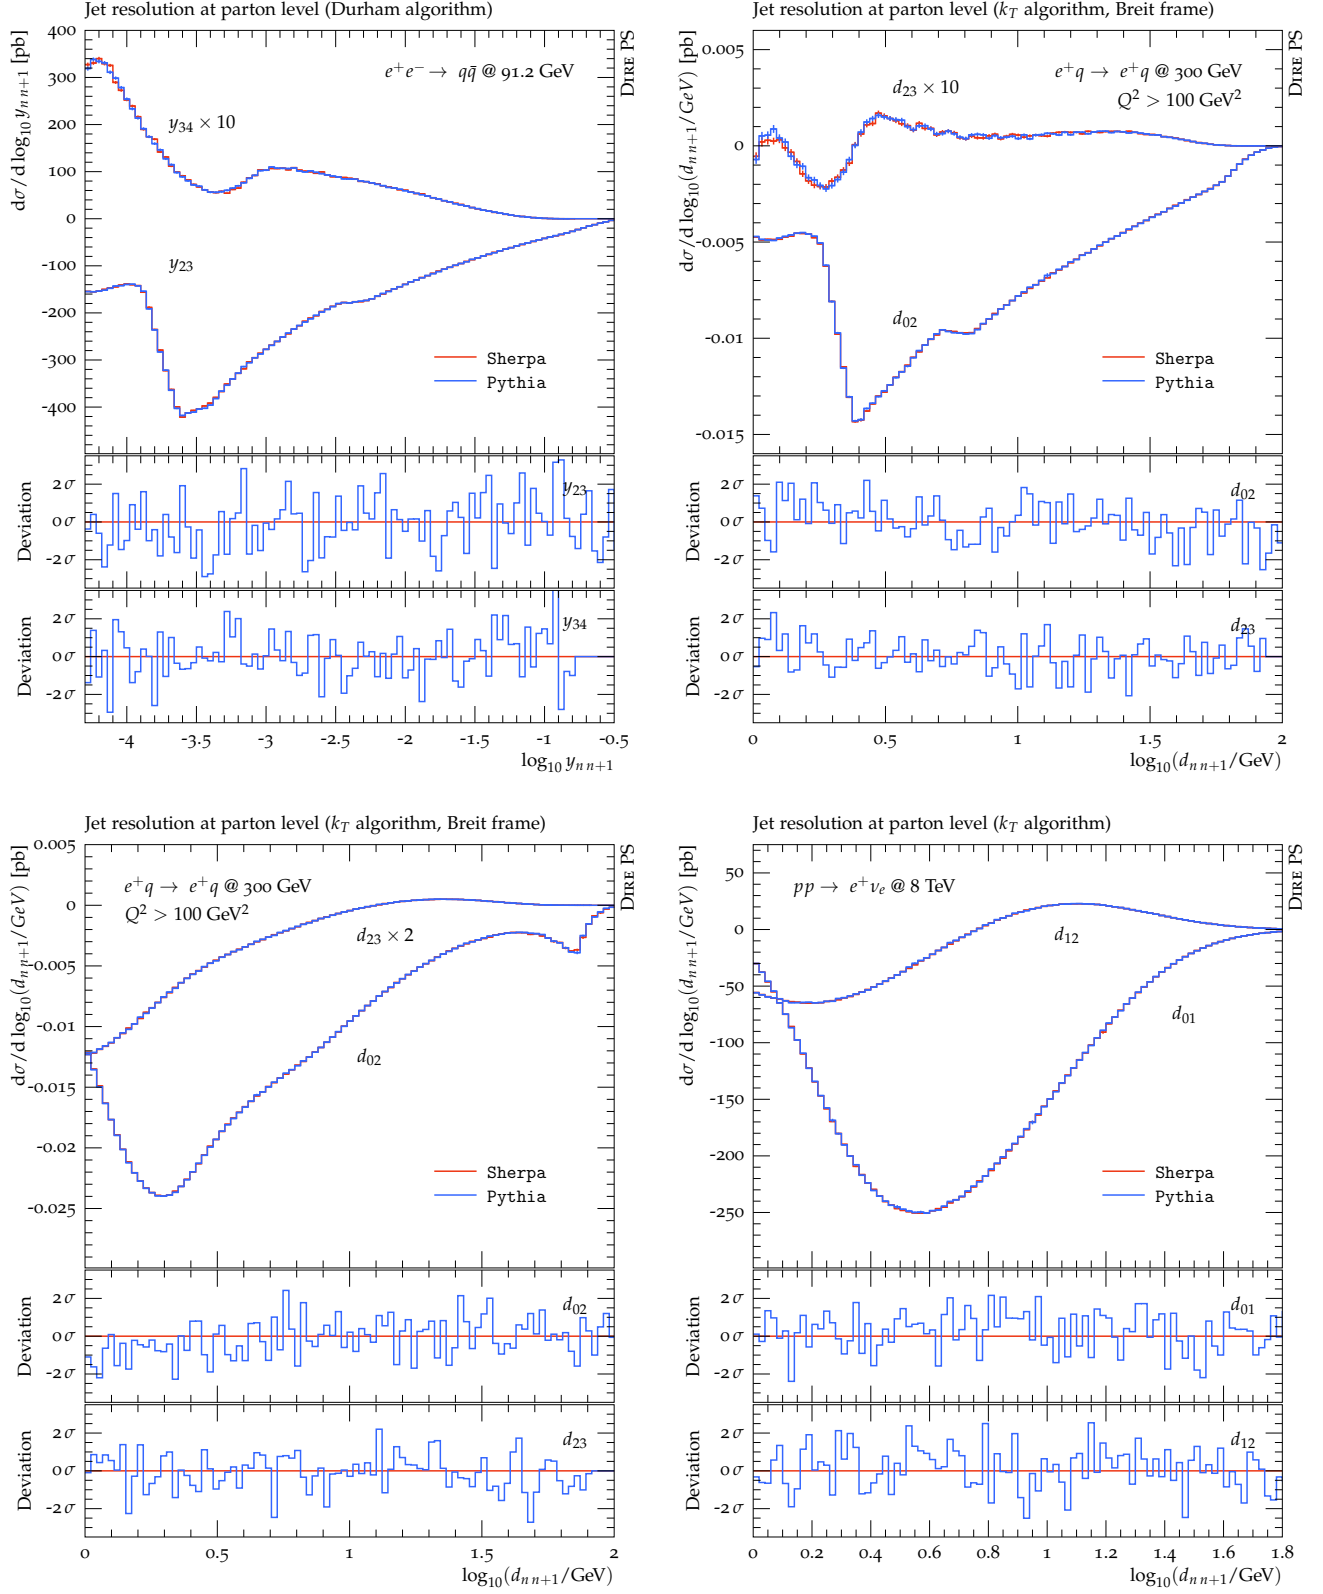 Jet resolution at parton level (Durham algorithm)
dσ/d log₁₀ yₙₙ₊₁ [pb]
400
300
200
100
0
-100
-200
-300
-400
e⁺e⁻ → qq̄ @ 91.2 GeV
y₃₄ × 10
y₂₃
Sherpa
Pythia
DIRE PS
Deviation
2σ
0σ
-2σ
y₂₃
Deviation
2σ
0σ
-2σ
y₃₄
-4 -3.5 -3 -2.5 -2 -1.5 -1 -0.5
log₁₀ yₙₙ₊₁
Jet resolution at parton level (k_T algorithm, Breit frame)
dσ/d log₁₀(dₙₙ₊₁/GeV) [pb]
0.005
0
-0.005
-0.01
-0.015
e⁺q → e⁺q @ 300 GeV
Q² > 100 GeV²
d₂₃ × 10
d₀₂
Sherpa
Pythia
DIRE PS
Deviation
2σ
0σ
-2σ
d₀₂
Deviation
2σ
0σ
-2σ
d₂₃
0 0.5 1 1.5 2
log₁₀(dₙₙ₊₁/GeV)
Jet resolution at parton level (k_T algorithm, Breit frame)
dσ/d log₁₀(dₙₙ₊₁/GeV) [pb]
0.005
0
-0.005
-0.01
-0.015
-0.02
-0.025
e⁺q → e⁺q @ 300 GeV
Q² > 100 GeV²
d₂₃ × 2
d₀₂
Sherpa
Pythia
DIRE PS
Deviation
2σ
0σ
-2σ
d₀₂
Deviation
2σ
0σ
-2σ
d₂₃
0 0.5 1 1.5 2
log₁₀(dₙₙ₊₁/GeV)
Jet resolution at parton level (k_T algorithm)
dσ/d log₁₀(dₙₙ₊₁/GeV) [pb]
50
0
-50
-100
-150
-200
-250
pp → e⁺νₑ @ 8 TeV
d₁₂
d₀₁
Sherpa
Pythia
DIRE PS
Deviation
2σ
0σ
-2σ
d₀₁
Deviation
2σ
0σ
-2σ
d₁₂
0 0.2 0.4 0.6 0.8 1 1.2 1.4 1.6 1.8
log₁₀(dₙₙ₊₁/GeV)